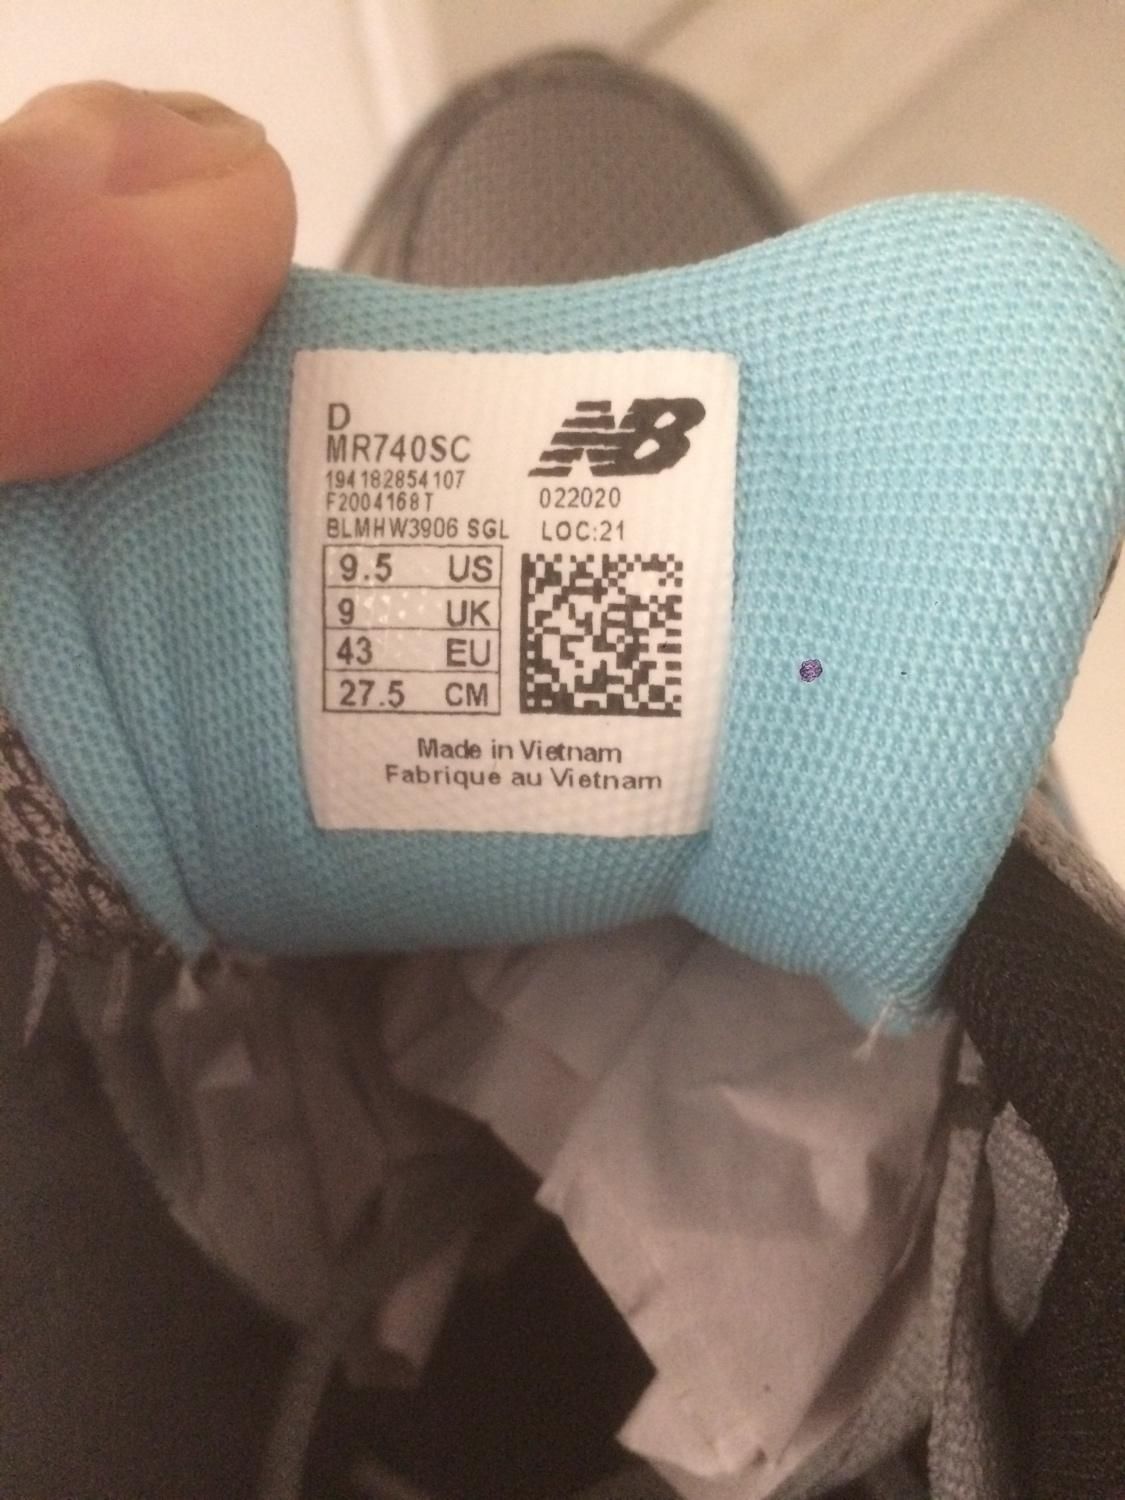 D
MR740SC
194182854107
F2004168T
BLMHW3906 SGL
NB
022020
LOC:21
9.5 US
9 UK
43 EU
27.5 CM
Made in Vietnam
Fabrique au Vietnam